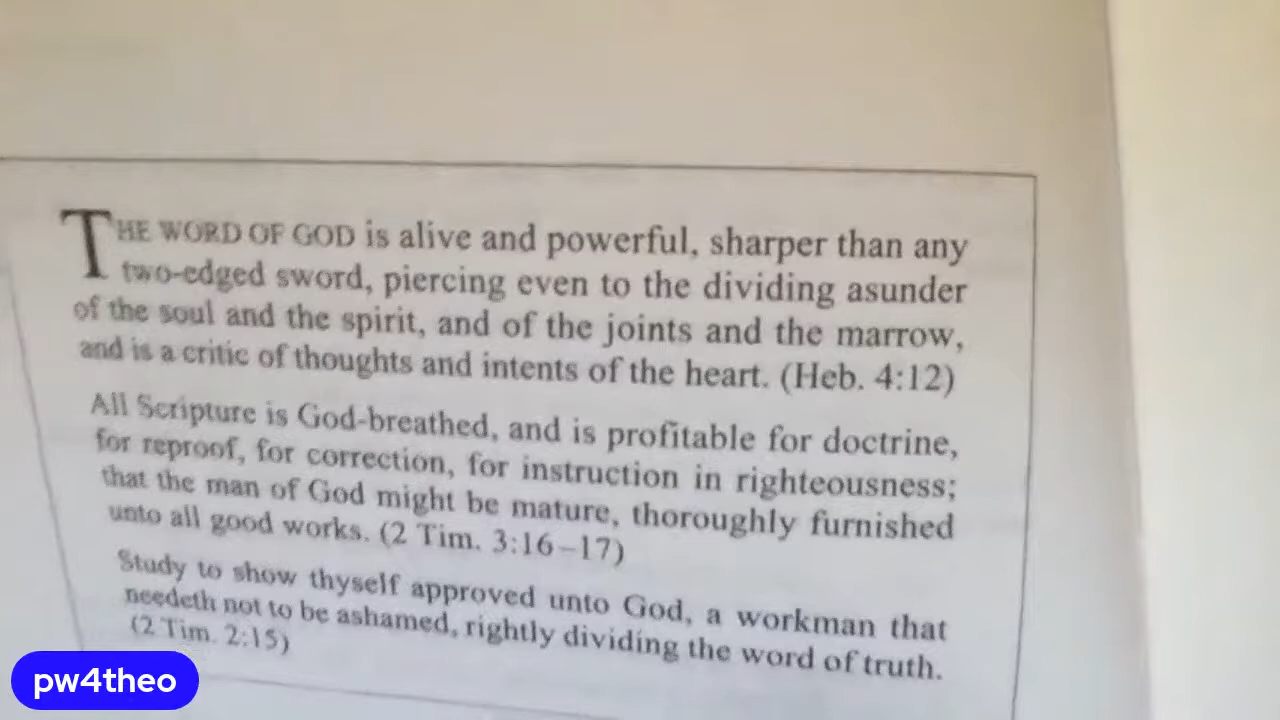 THE WORD OF GOD is alive and powerful, sharper than any
two-edged sword, piercing even to the dividing asunder
of the soul and the spirit, and of the joints and the marrow,
and is a critic of thoughts and intents of the heart. (Heb. 4:12)
All Scripture is God-breathed, and is profitable for doctrine,
for reproof, for correction, for instruction in righteousness;
that the man of God might be mature, thoroughly furnished
unto all good works. (2 Tim. 3:16–17)
Study to show thyself approved unto God, a workman that
needeth not to be ashamed, rightly dividing the word of truth.
(2 Tim. 2:15)
pw4theo